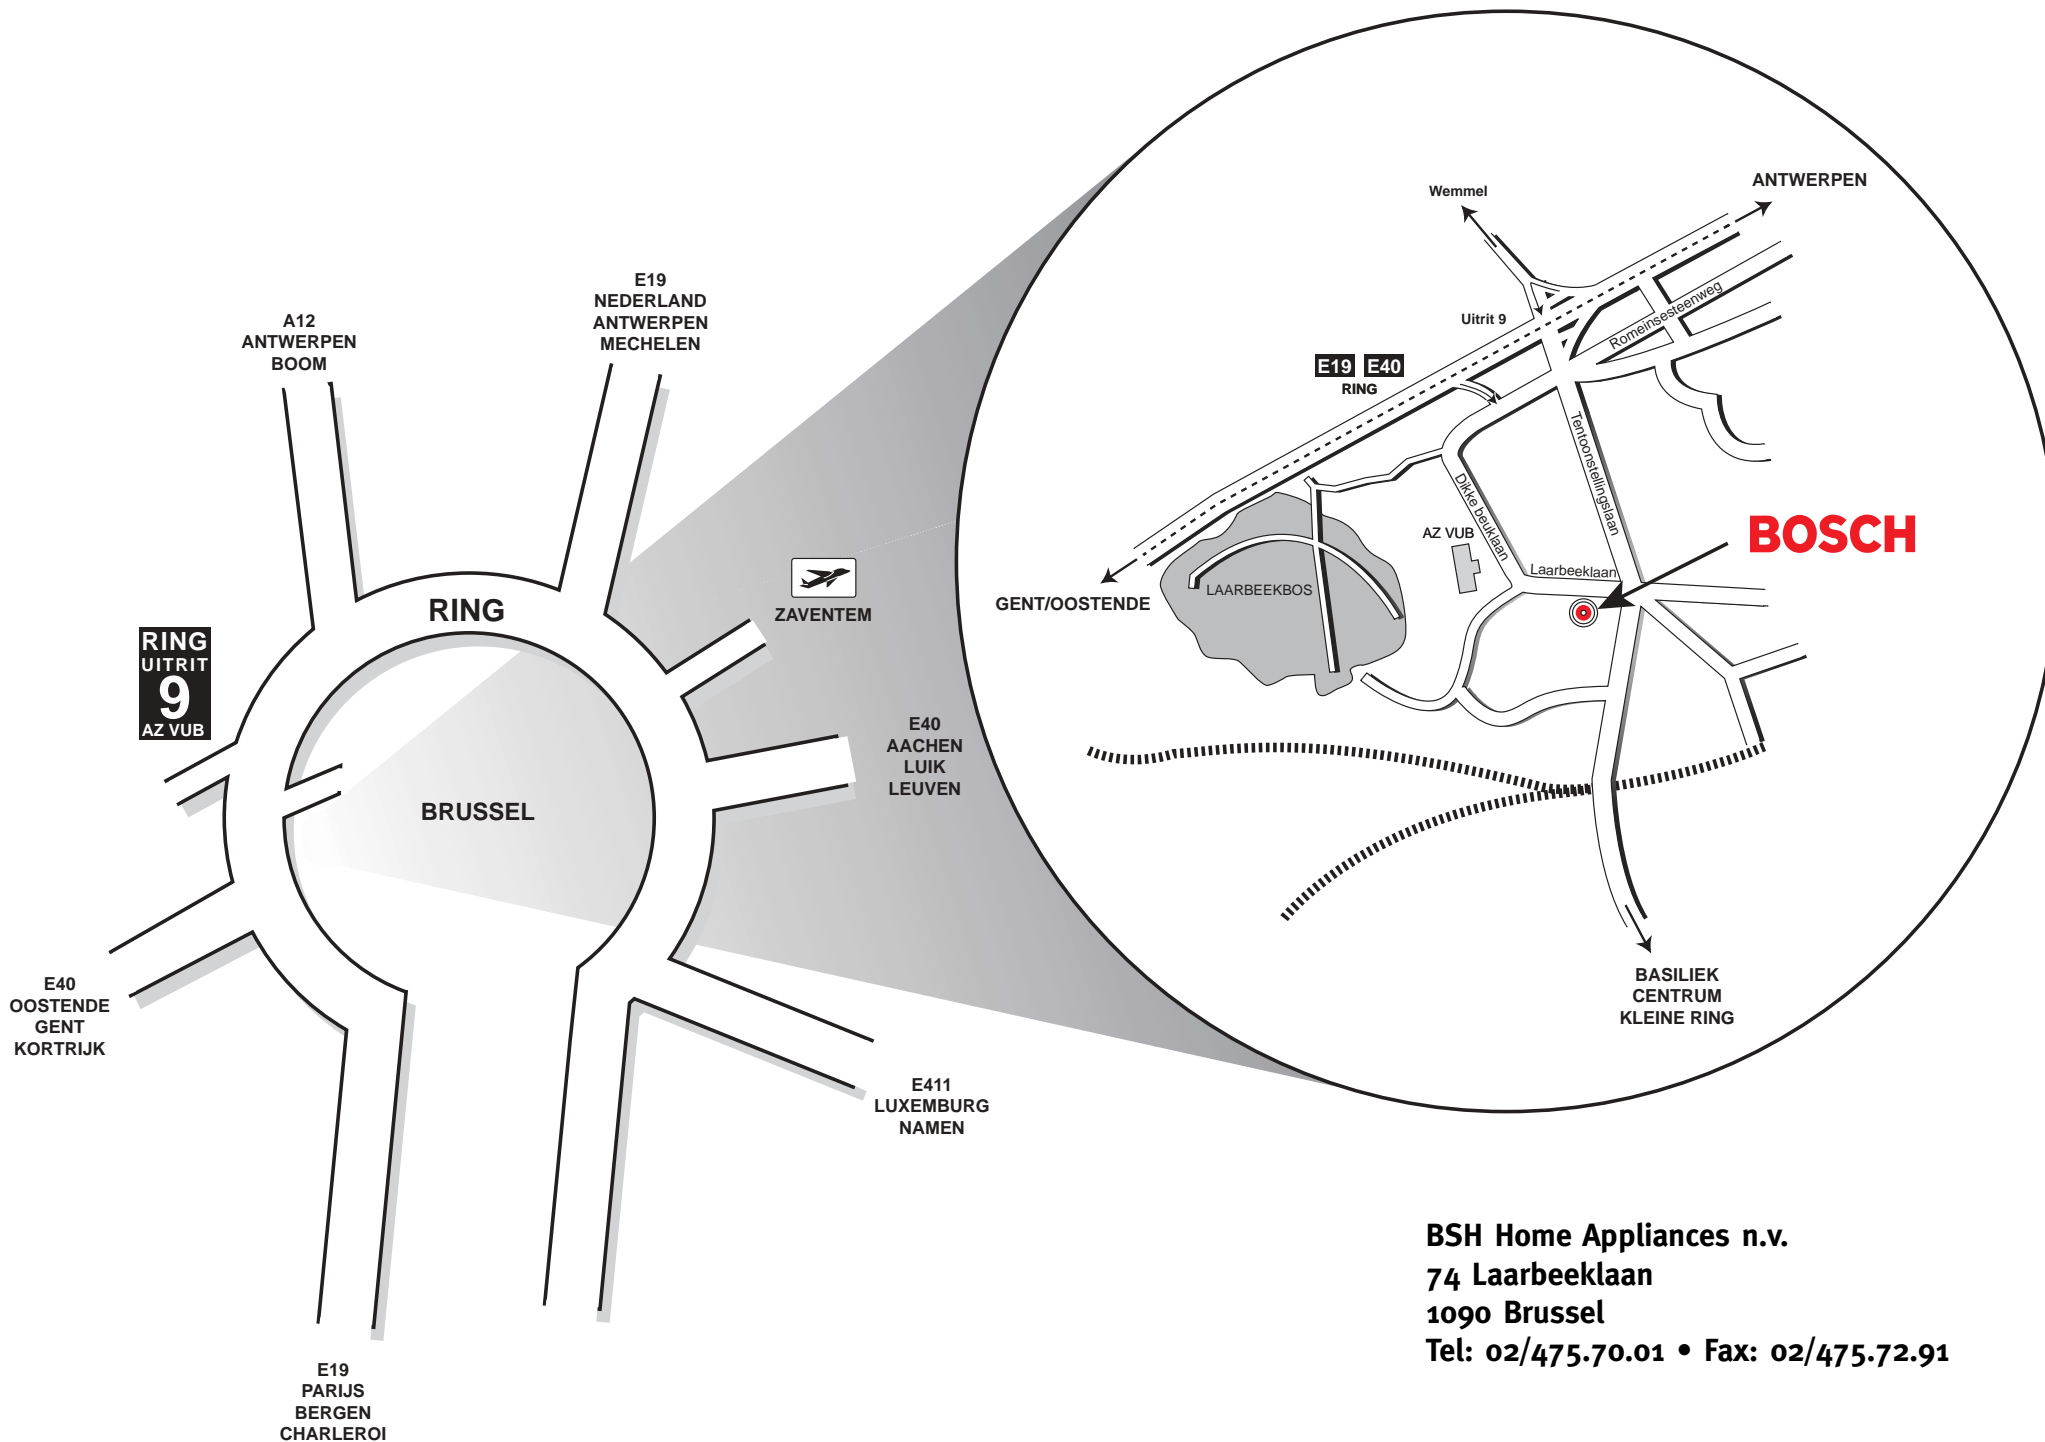 A12
ANTWERPEN
BOOM
E19
NEDERLAND
ANTWERPEN
MECHELEN
RING
ZAVENTEM
RING
UITRIT
9
AZ VUB
E40
AACHEN
LUIK
LEUVEN
BRUSSEL
E40
OOSTENDE
GENT
KORTRIJK
E411
LUXEMBURG
NAMEN
E19
PARIJS
BERGEN
CHARLEROI
Wemmel
ANTWERPEN
Uitrit 9
Romeinsesteenweg
E19 E40
RING
Tentoonstellingslaan
Dikke beuklaan
AZ VUB
BOSCH
Laarbeeklaan
LAARBEEKBOS
GENT/OOSTENDE
BASILIEK
CENTRUM
KLEINE RING
BSH Home Appliances n.v.
74 Laarbeeklaan
1090 Brussel
Tel: 02/475.70.01 • Fax: 02/475.72.91